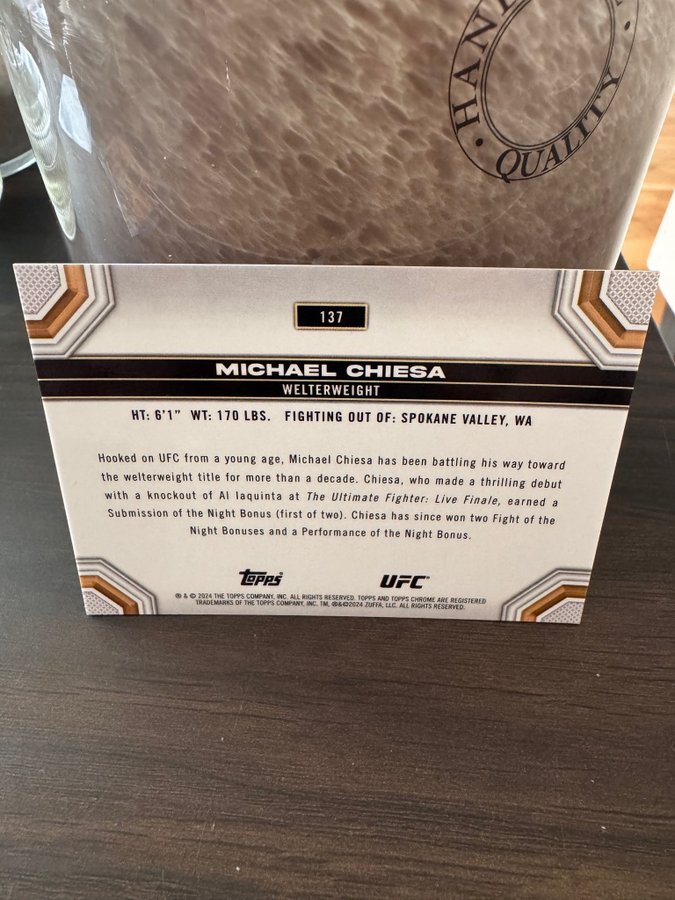 HAN
QUALITY
137
MICHAEL CHIESA
WELTERWEIGHT
HT: 6'1" WT: 170 LBS. FIGHTING OUT OF: SPOKANE VALLEY, WA
Hooked on UFC from a young age, Michael Chiesa has been battling his way toward
the welterweight title for more than a decade. Chiesa, who made a thrilling debut
with a knockout of Al Iaquinta at The Ultimate Fighter: Live Finale, earned a
Submission of the Night Bonus (first of two). Chiesa has since won two Fight of the
Night Bonuses and a Performance of the Night Bonus.
Topps UFC
® & © 2024 THE TOPPS COMPANY, INC. ALL RIGHTS RESERVED. TOPPS AND TOPPS CHROME ARE REGISTERED
TRADEMARKS OF THE TOPPS COMPANY, INC. TM, ®&©2024 ZUFFA, LLC. ALL RIGHTS RESERVED.